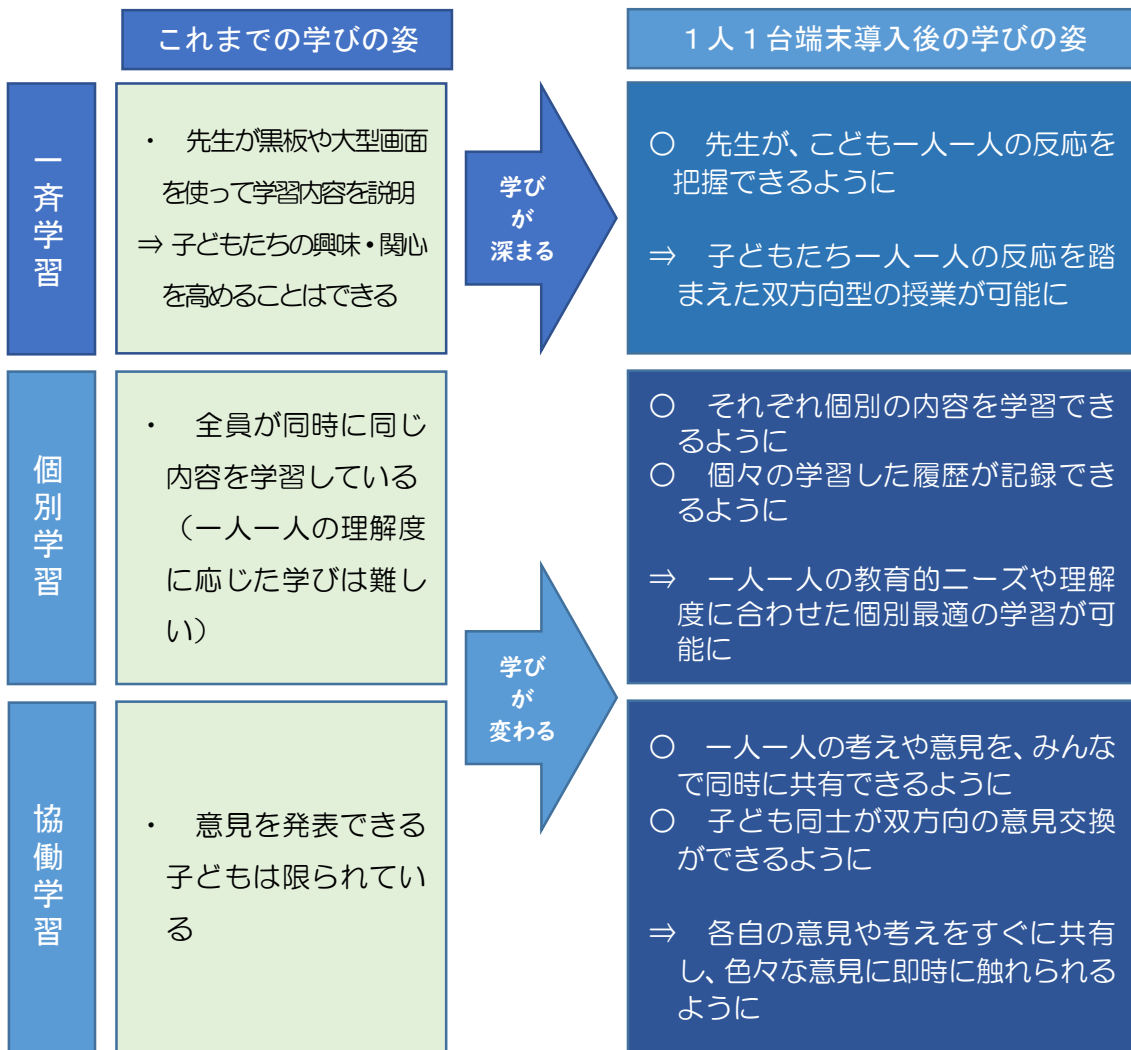 これまでの学びの姿
１人１台端末導入後の学びの姿
一斉学習
・　先生が黒板や大型画面
を使って学習内容を説明
⇒ 子どもたちの興味・関心
を高めることはできる
学び
が
深まる
〇　先生が、こども一人一人の反応を
把握できるように
⇒　子どもたち一人一人の反応を踏
まえた双方向型の授業が可能に
個別学習
・　全員が同時に同じ
内容を学習している
（一人一人の理解度
に応じた学びは難し
い）
学び
が
変わる
〇　それぞれ個別の内容を学習でき
るように
〇　個々の学習した履歴が記録でき
るように
⇒　一人一人の教育的ニーズや理解
度に合わせた個別最適の学習が可
能に
協働学習
・　意見を発表できる
子どもは限られてい
る
〇　一人一人の考えや意見を、みんな
で同時に共有できるように
〇　子ども同士が双方向の意見交換
ができるように
⇒　各自の意見や考えをすぐに共有
し、色々な意見に即時に触れられる
ように